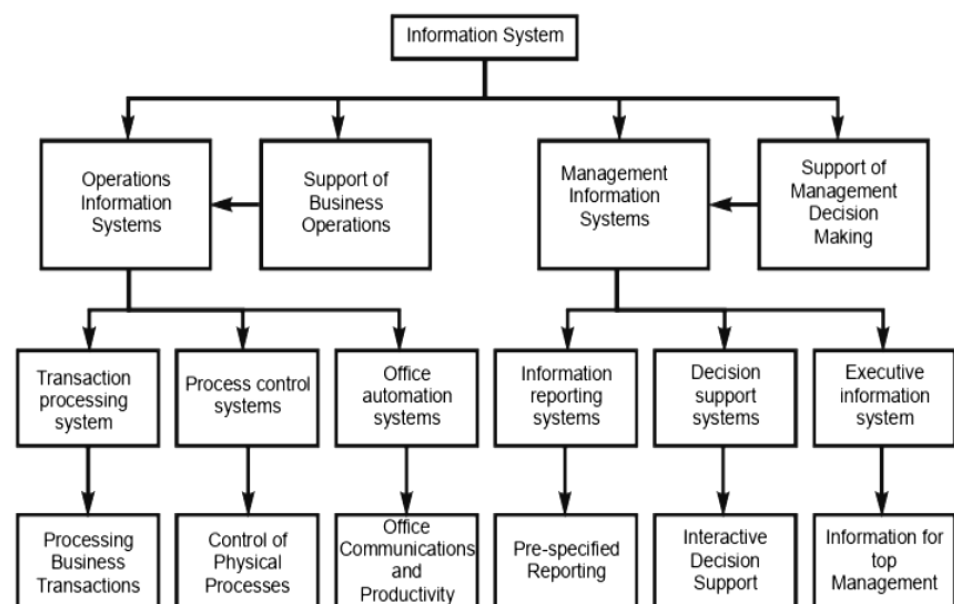 Information System
Operations
Information
Systems
Support of
Business
Operations
Management
Information
Systems
Support of
Management
Decision
Making
Transaction
processing
system
Process control
systems
Office
automation
systems
Information
reporting
systems
Decision
support
systems
Executive
information
system
Processing
Business
Transactions
Control of
Physical
Processes
Office
Communications
and
Productivity
Pre-specified
Reporting
Interactive
Decision
Support
Information for
top
Management